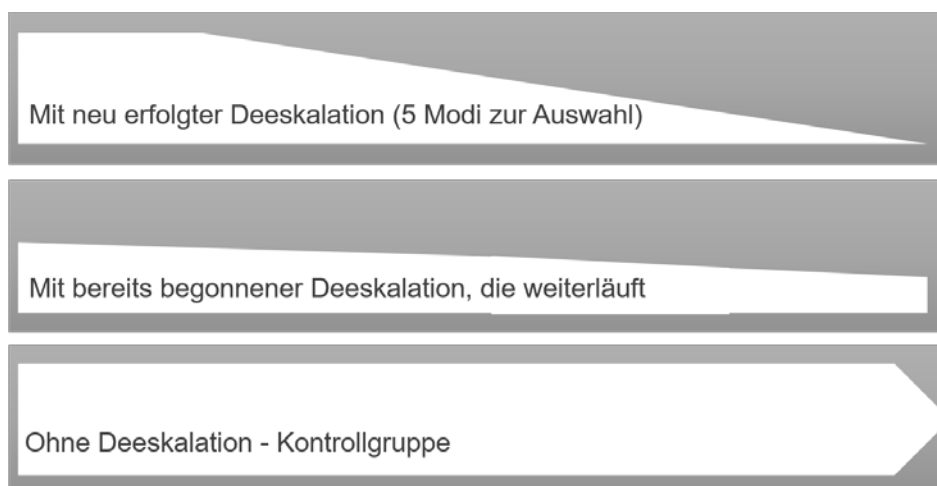 Mit neu erfolgter Deeskalation (5 Modi zur Auswahl)
Mit bereits begonnener Deeskalation, die weiterläuft
Ohne Deeskalation - Kontrollgruppe